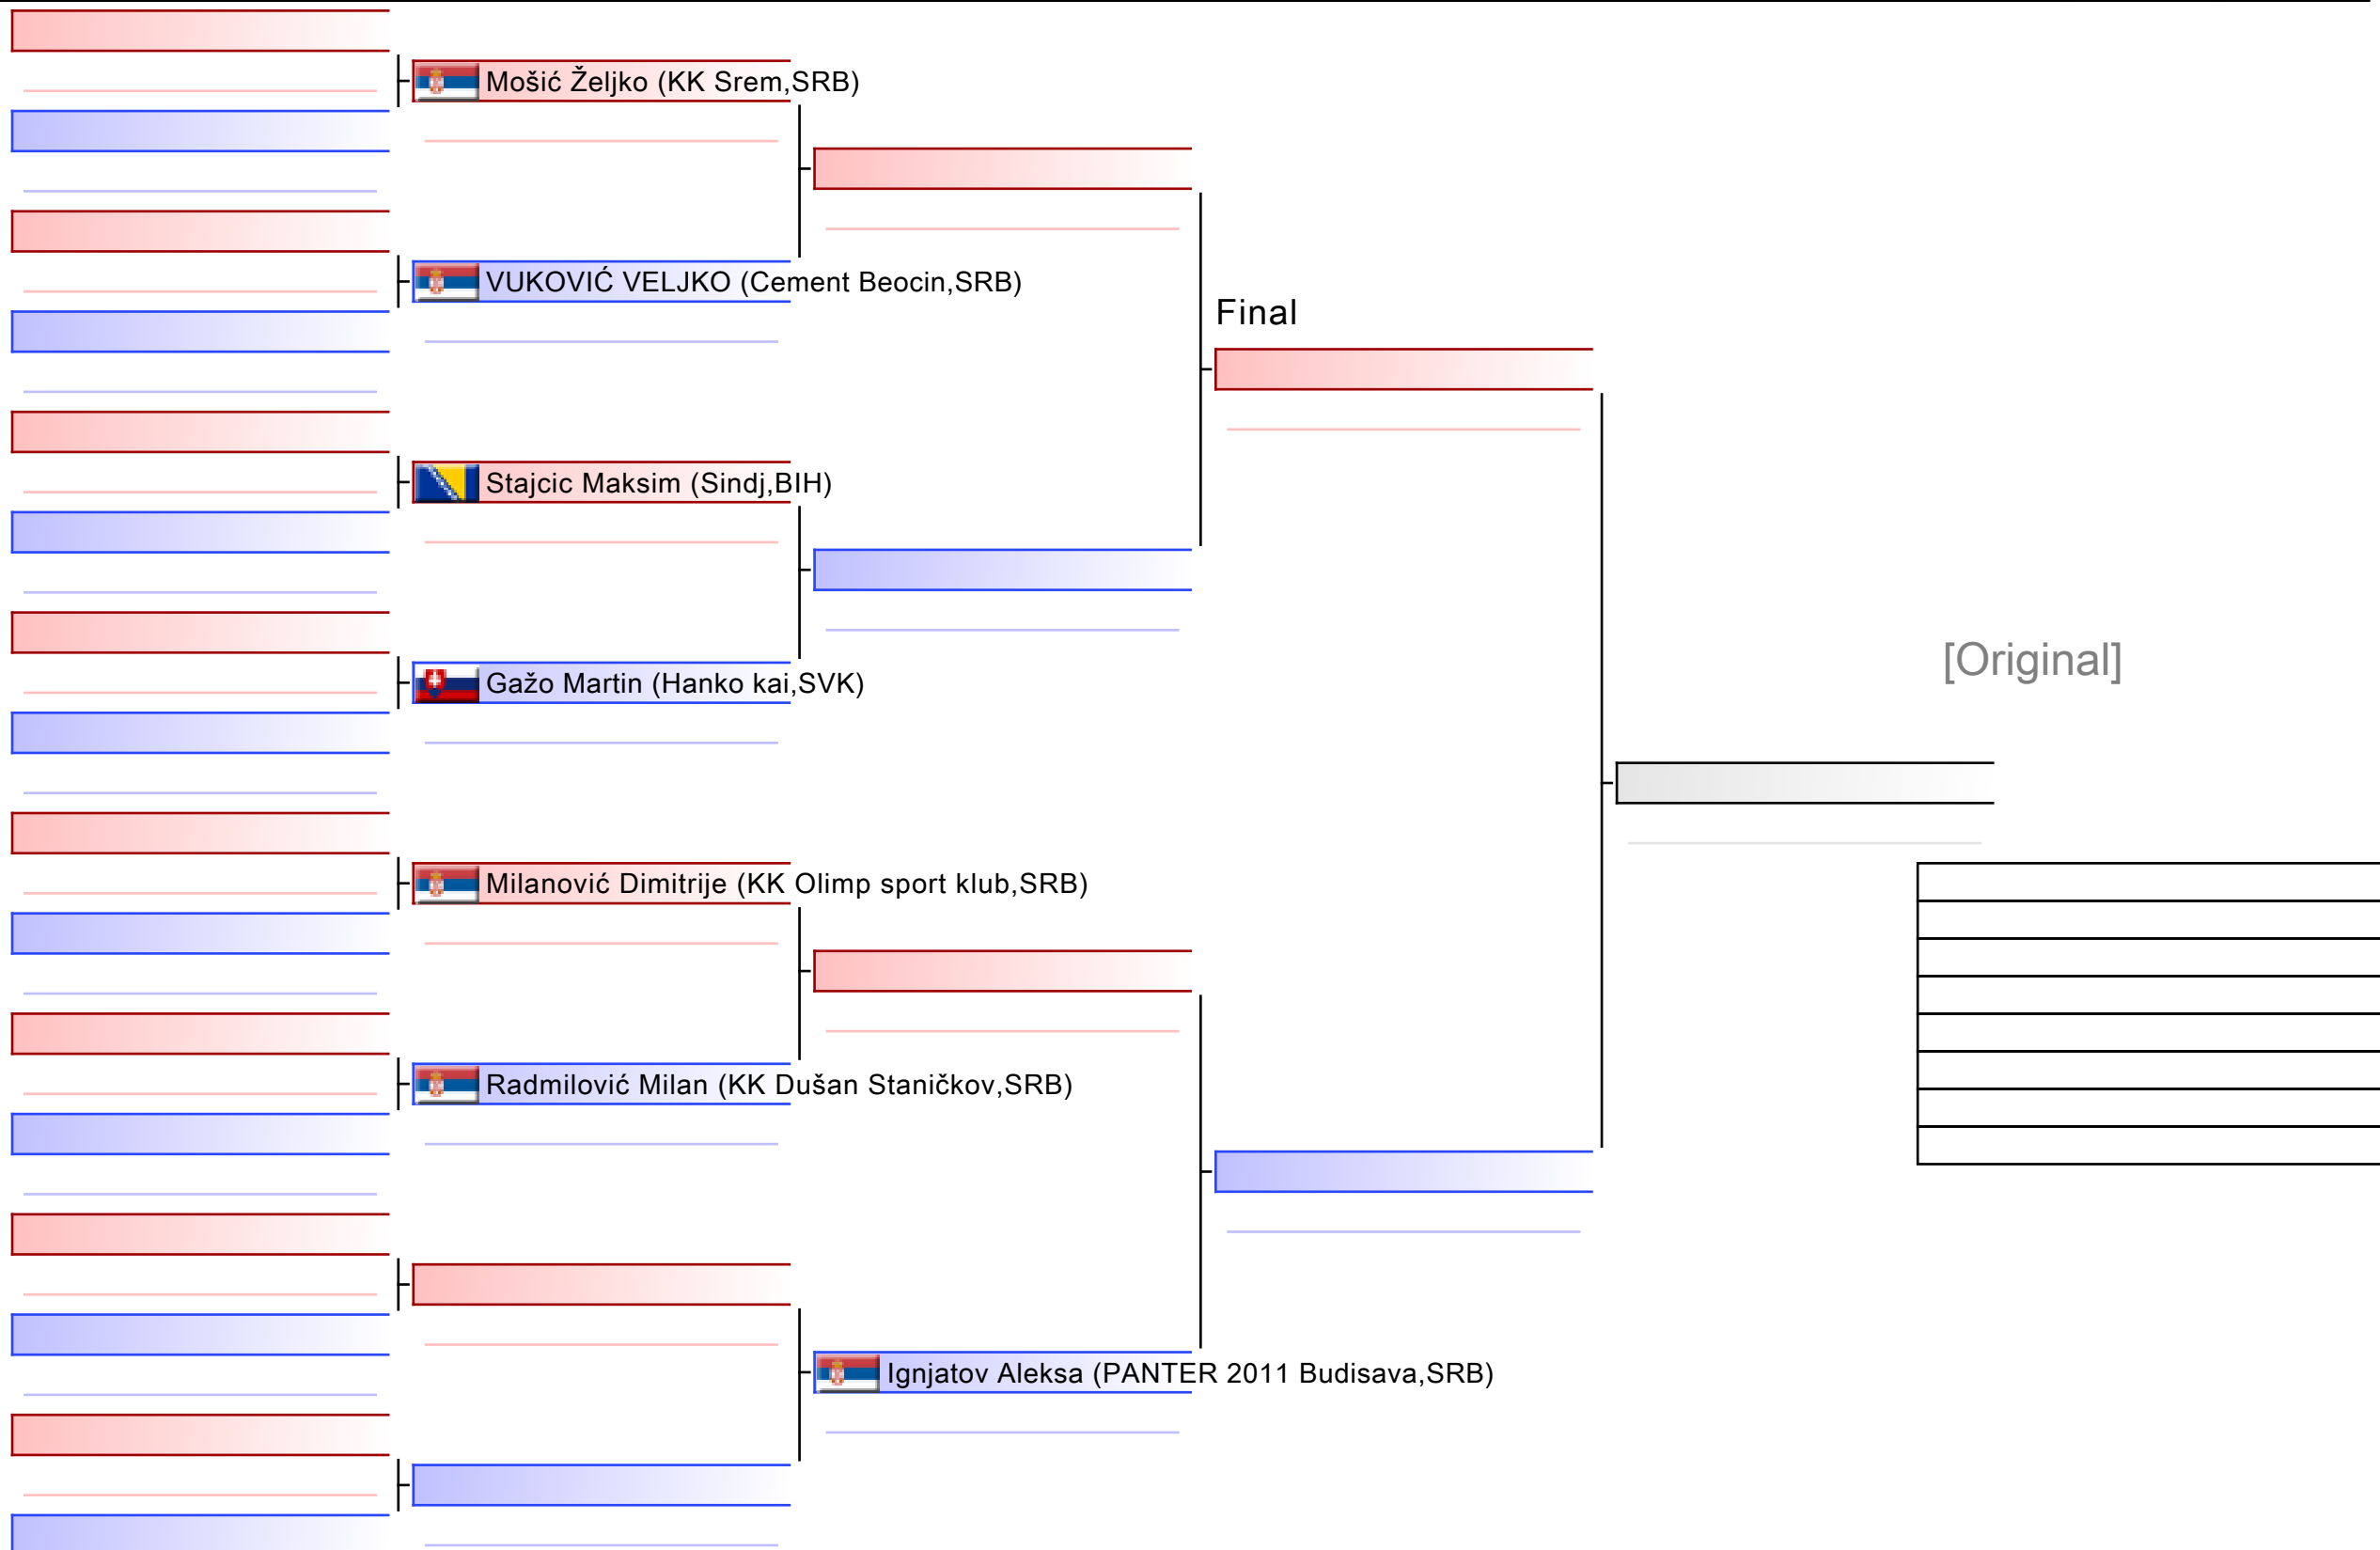 Mošić Željko (KK Srem,SRB)
VUKOVIĆ VELJKO (Cement Beocin,SRB)
Final
Stajcic Maksim (Sindj,BIH)
[Original]
Gažo Martin (Hanko kai,SVK)
Milanović Dimitrije (KK Olimp sport klub,SRB)
Radmilović Milan (KK Dušan Staničkov,SRB)
Ignjatov Aleksa (PANTER 2011 Budisava,SRB)